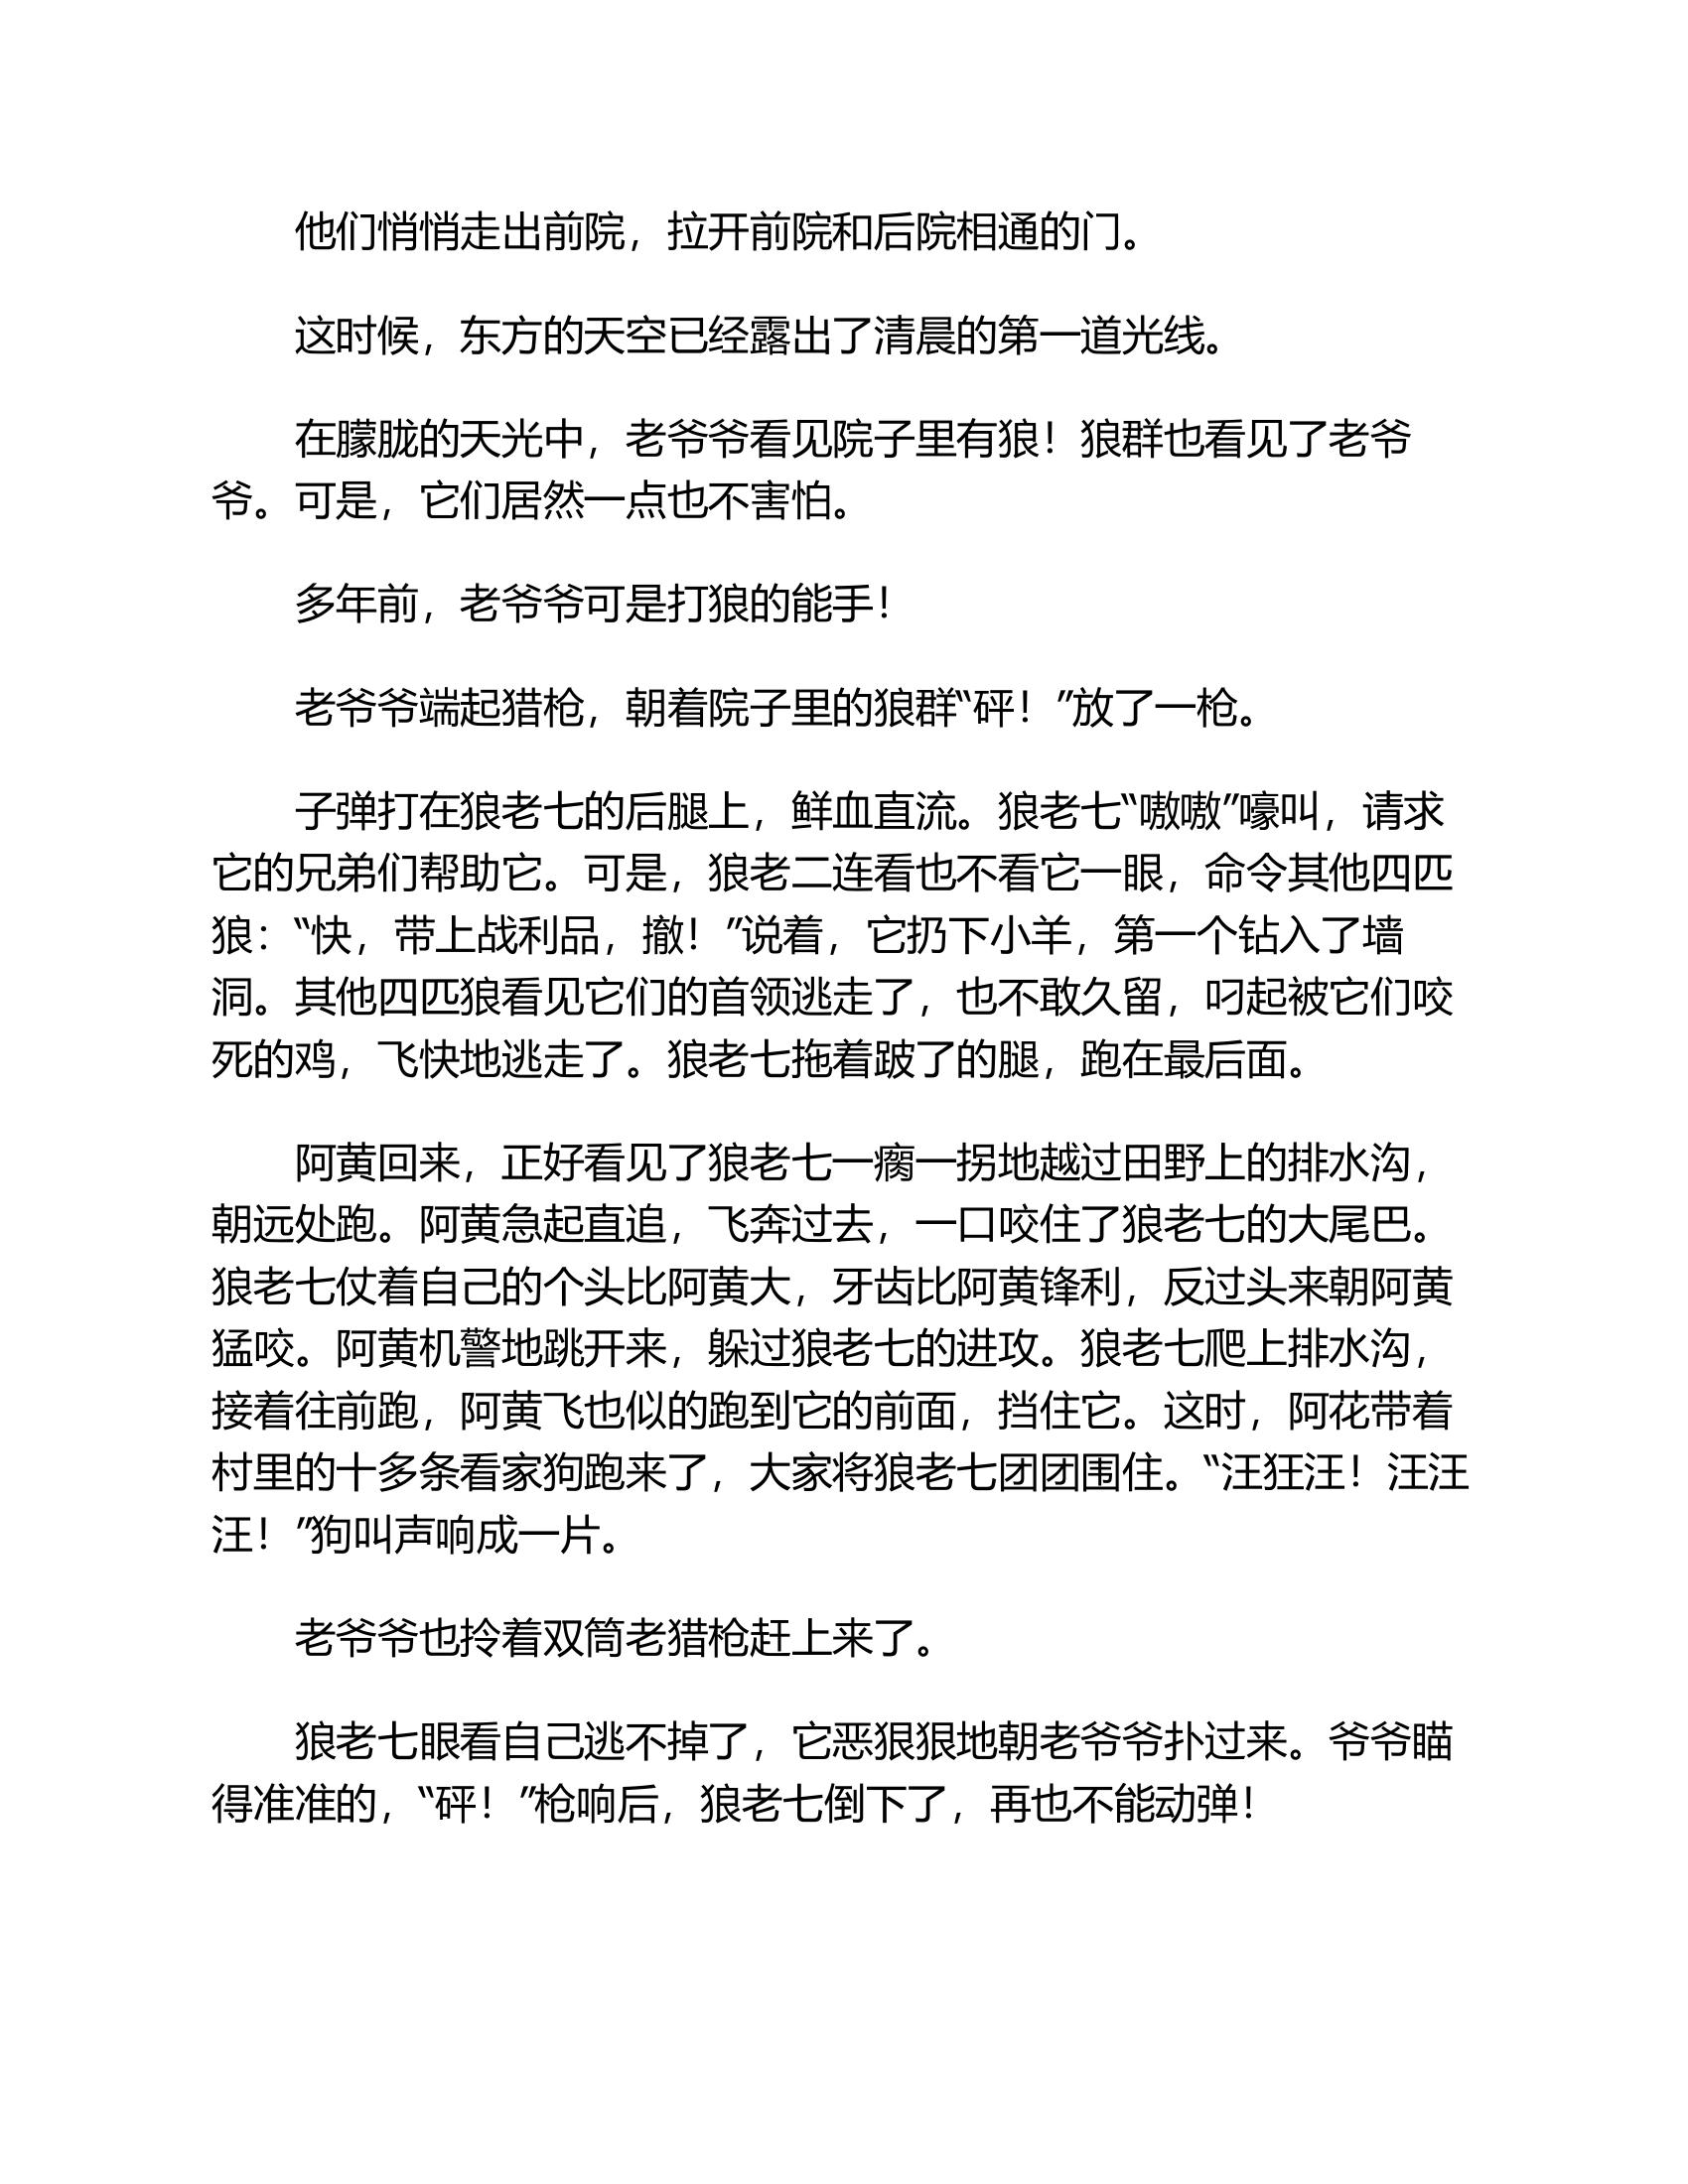 他们悄悄走出前院，拉开前院和后院相通的门。
这时候，东方的天空已经露出了清晨的第一道光线。
在朦胧的天光中，老爷爷看见院子里有狼！狼群也看见了老爷
爷。可是，它们居然一点也不害怕。
多年前，老爷爷可是打狼的能手！
老爷爷端起猎枪，朝着院子里的狼群“砰！”放了一枪。
子弹打在狼老七的后腿上，鲜血直流。狼老七“嗷嗷”嚎叫，请求
它的兄弟们帮助它。可是，狼老二连看也不看它一眼，命令其他四匹
狼：“快，带上战利品，撤！”说着，它扔下小羊，第一个钻入了墙
洞。其他四匹狼看见它们的首领逃走了，也不敢久留，叼起被它们咬
死的鸡，飞快地逃走了。狼老七拖着跛了的腿，跑在最后面。
阿黄回来，正好看见了狼老七一瘸一拐地越过田野上的排水沟，
朝远处跑。阿黄急起直追，飞奔过去，一口咬住了狼老七的大尾巴。
狼老七仗着自己的个头比阿黄大，牙齿比阿黄锋利，反过头来朝阿黄
猛咬。阿黄机警地跳开来，躲过狼老七的进攻。狼老七爬上排水沟，
接着往前跑，阿黄飞也似的跑到它的前面，挡住它。这时，阿花带着
村里的十多条看家狗跑来了，大家将狼老七团团围住。“汪狂汪！汪汪
汪！”狗叫声响成一片。
老爷爷也拎着双筒老猎枪赶上来了。
狼老七眼看自己逃不掉了，它恶狠狠地朝老爷爷扑过来。爷爷瞄
得准准的，“砰！”枪响后，狼老七倒下了，再也不能动弹！